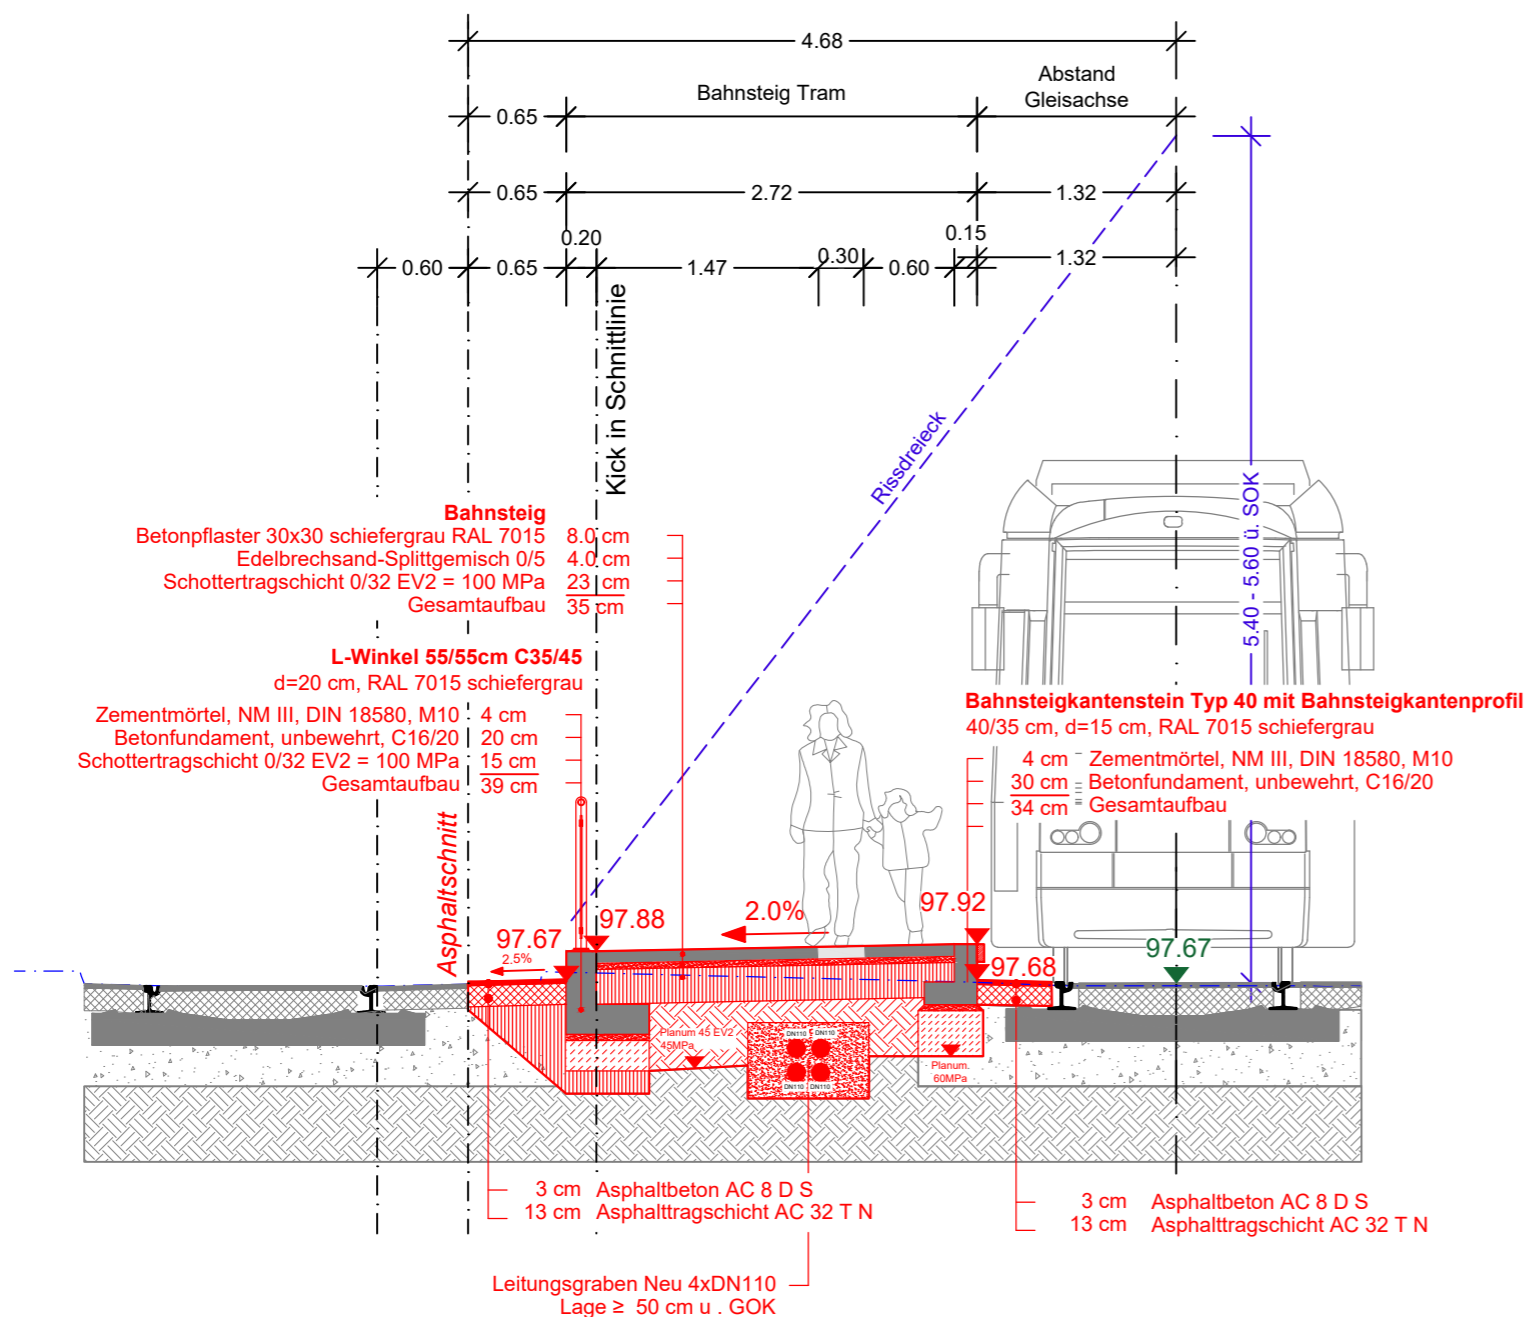 4.68
Bahnsteig Tram
Abstand
Gleisachse
0.65
0.65
2.72
1.32
0.20
0.15
0.60
0.65
1.47
0.30
0.60
1.32
Kick in Schnittlinie
Rissdreieck
5.40 - 5.60 ü. SOK
Bahnsteig
Betonpflaster 30x30 schiefergrau RAL 7015 8.0 cm
Edelbrechsand-Splittgemisch 0/5 4.0 cm
Schottertragschicht 0/32 EV2 = 100 MPa 23 cm
Gesamtaufbau 35 cm
L-Winkel 55/55cm C35/45
d=20 cm, RAL 7015 schiefergrau
Zementmörtel, NM III, DIN 18580, M10 4 cm
Betonfundament, unbewehrt, C16/20 20 cm
Schottertragschicht 0/32 EV2 = 100 MPa 15 cm
Gesamtaufbau 39 cm
Bahnsteigkantenstein Typ 40 mit Bahnsteigkantenprofil
40/35 cm, d=15 cm, RAL 7015 schiefergrau
4 cm Zementmörtel, NM III, DIN 18580, M10
30 cm Betonfundament, unbewehrt, C16/20
34 cm Gesamtaufbau
Asphaltschnitt
97.67
2.5%
97.88
2.0%
97.92
97.68
97.67
Planum 45 EV2
45MPa
DN110 DN110
DN110 DN110
Planum.
60MPa
3 cm Asphaltbeton AC 8 D S
13 cm Asphalttragschicht AC 32 T N
3 cm Asphaltbeton AC 8 D S
13 cm Asphalttragschicht AC 32 T N
Leitungsgraben Neu 4xDN110
Lage ≥ 50 cm u . GOK